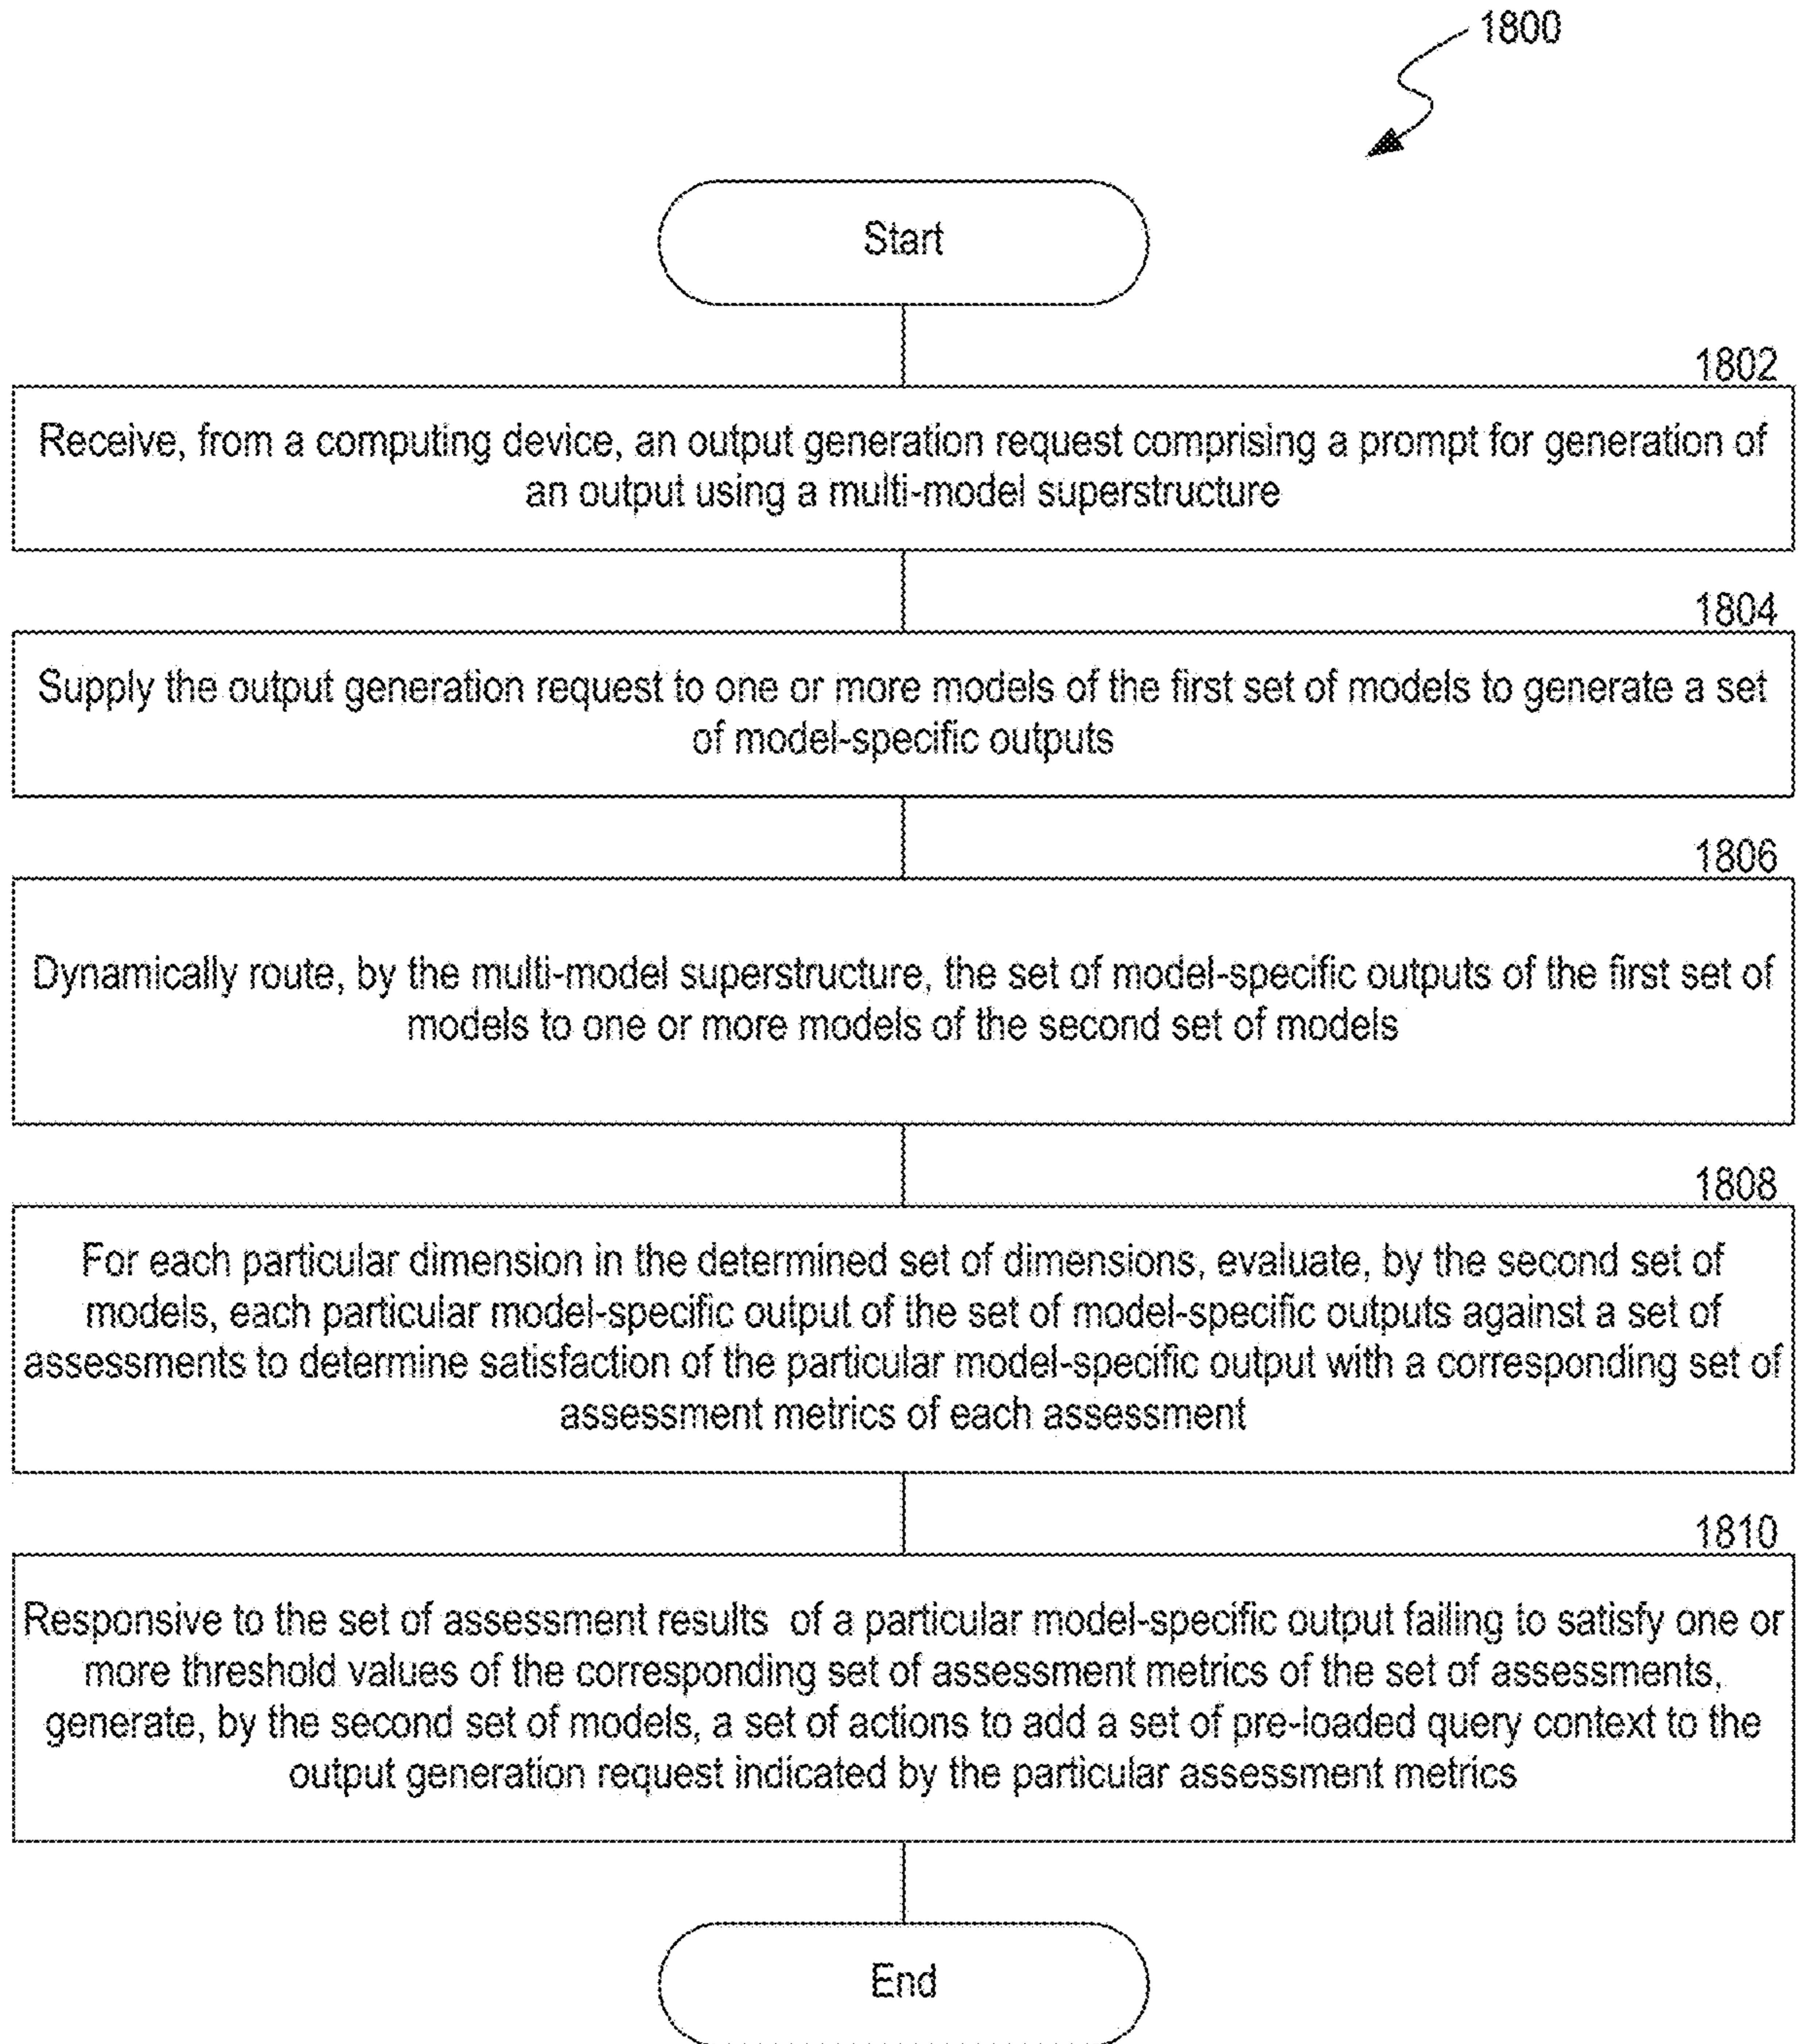 1800
Start
1802
Receive, from a computing device, an output generation request comprising a prompt for generation of
an output using a multi-model superstructure
1804
Supply the output generation request to one or more models of the first set of models to generate a set
of model-specific outputs
1806
Dynamically route, by the multi-model superstructure, the set of model-specific outputs of the first set of
models to one or more models of the second set of models
1808
For each particular dimension in the determined set of dimensions, evaluate, by the second set of
models, each particular model-specific output of the set of model-specific outputs against a set of
assessments to determine satisfaction of the particular model-specific output with a corresponding set of
assessment metrics of each assessment
1810
Responsive to the set of assessment results of a particular model-specific output failing to satisfy one or
more threshold values of the corresponding set of assessment metrics of the set of assessments,
generate, by the second set of models, a set of actions to add a set of pre-loaded query context to the
output generation request indicated by the particular assessment metrics
End